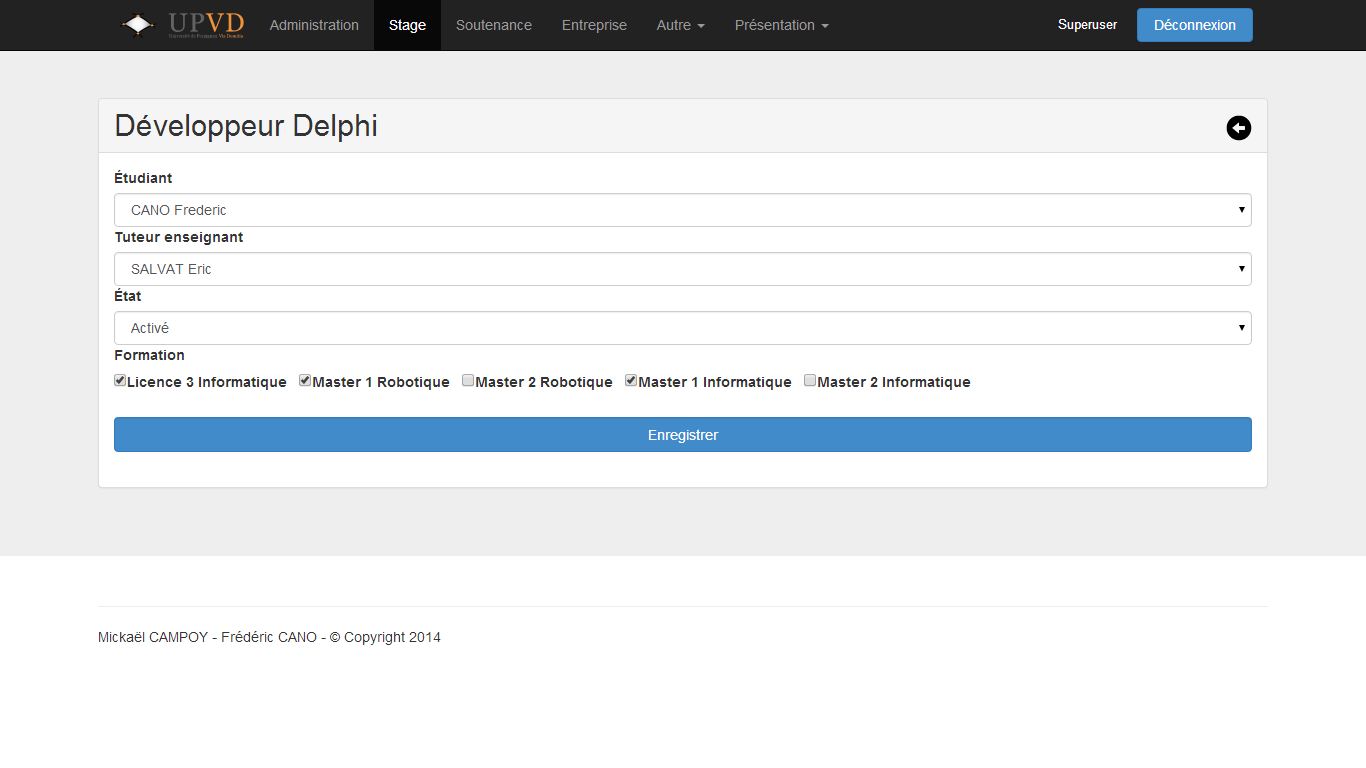 UPVD Administration Stage Soutenance Entreprise Autre Présentation Superuser Déconnexion
Université de Perpignan Via Domitia
Développeur Delphi
Étudiant
CANO Frederic
Tuteur enseignant
SALVAT Eric
État
Activé
Formation
Licence 3 Informatique Master 1 Robotique Master 2 Robotique Master 1 Informatique Master 2 Informatique
Enregistrer
Mickaël CAMPOY - Frédéric CANO - © Copyright 2014